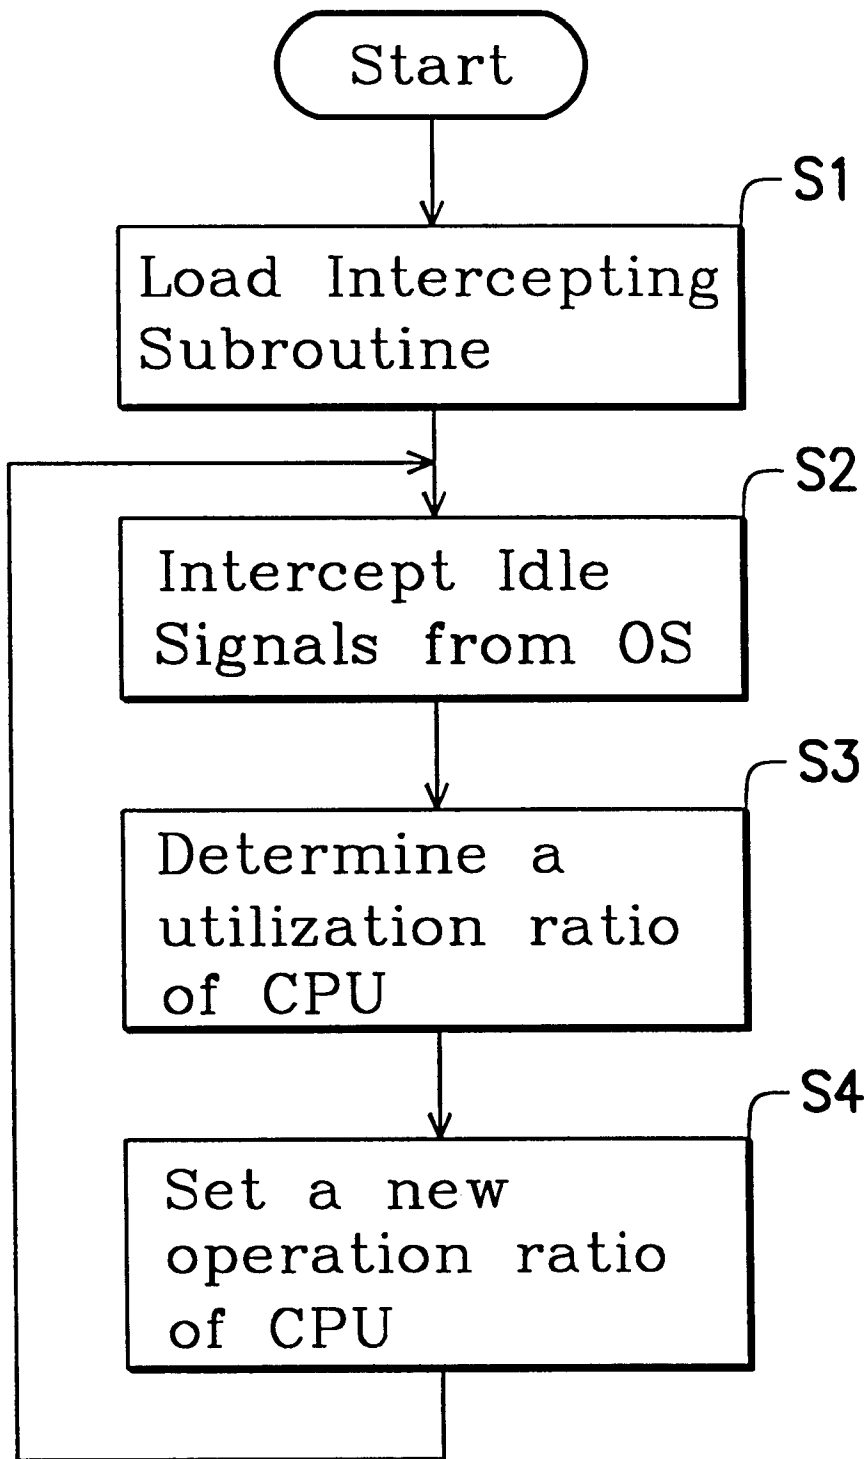 Start
S1
Load Intercepting
Subroutine
S2
Intercept Idle
Signals from OS
S3
Determine a
utilization ratio
of CPU
S4
Set a new
operation ratio
of CPU